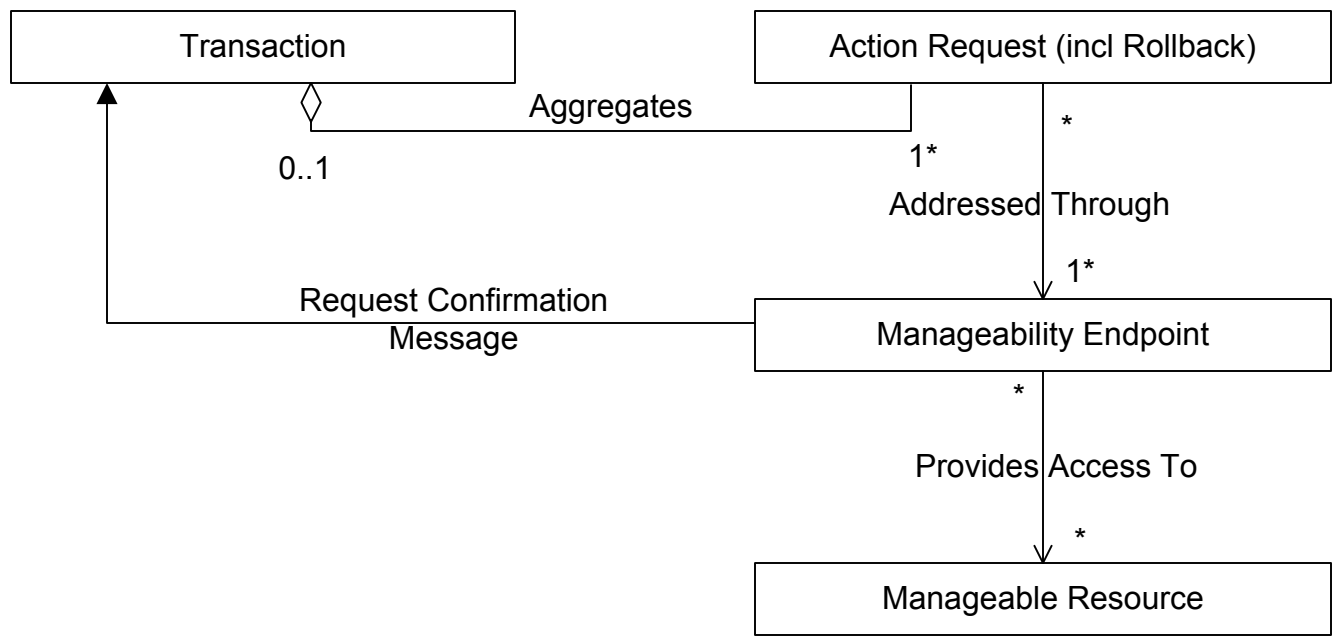 Transaction
Action Request (incl Rollback)
Aggregates
*
0..1
1*
Addressed Through
1*
Request Confirmation
Message
Manageability Endpoint
*
Provides Access To
*
Manageable Resource